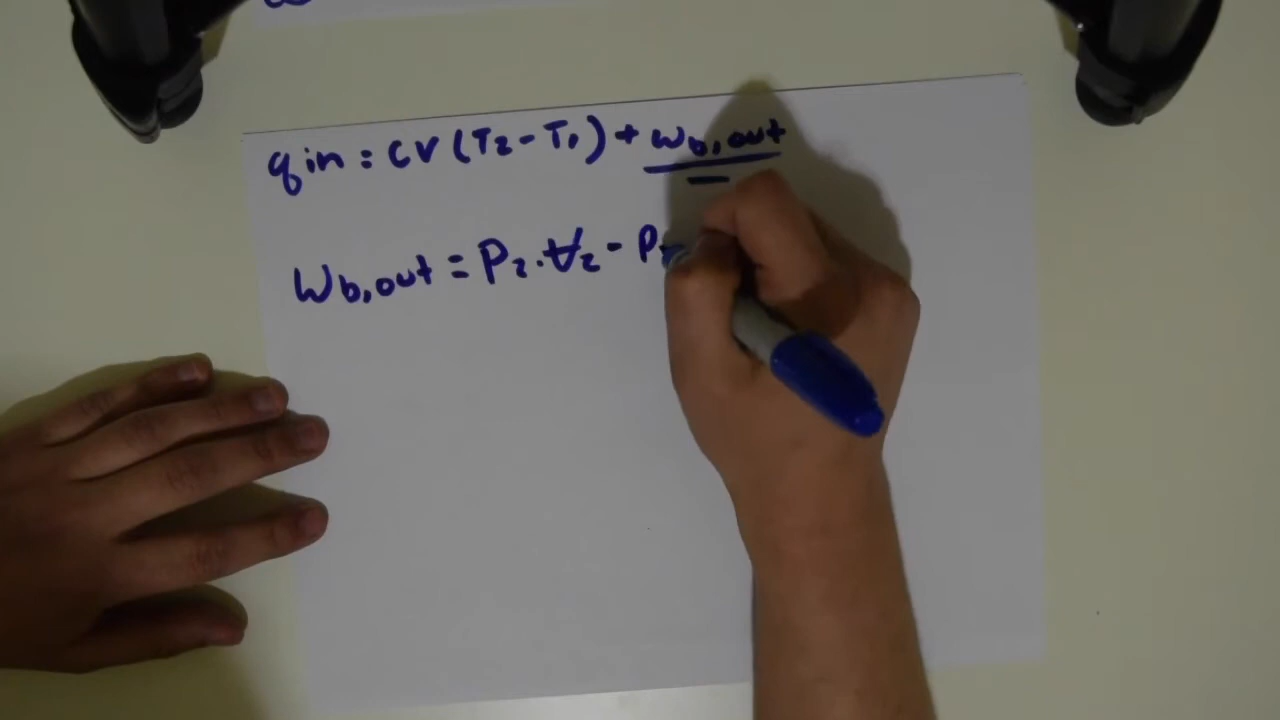 qin = cv (T2 - T1) + wb,out
Wb,out = P2 . V2 - P